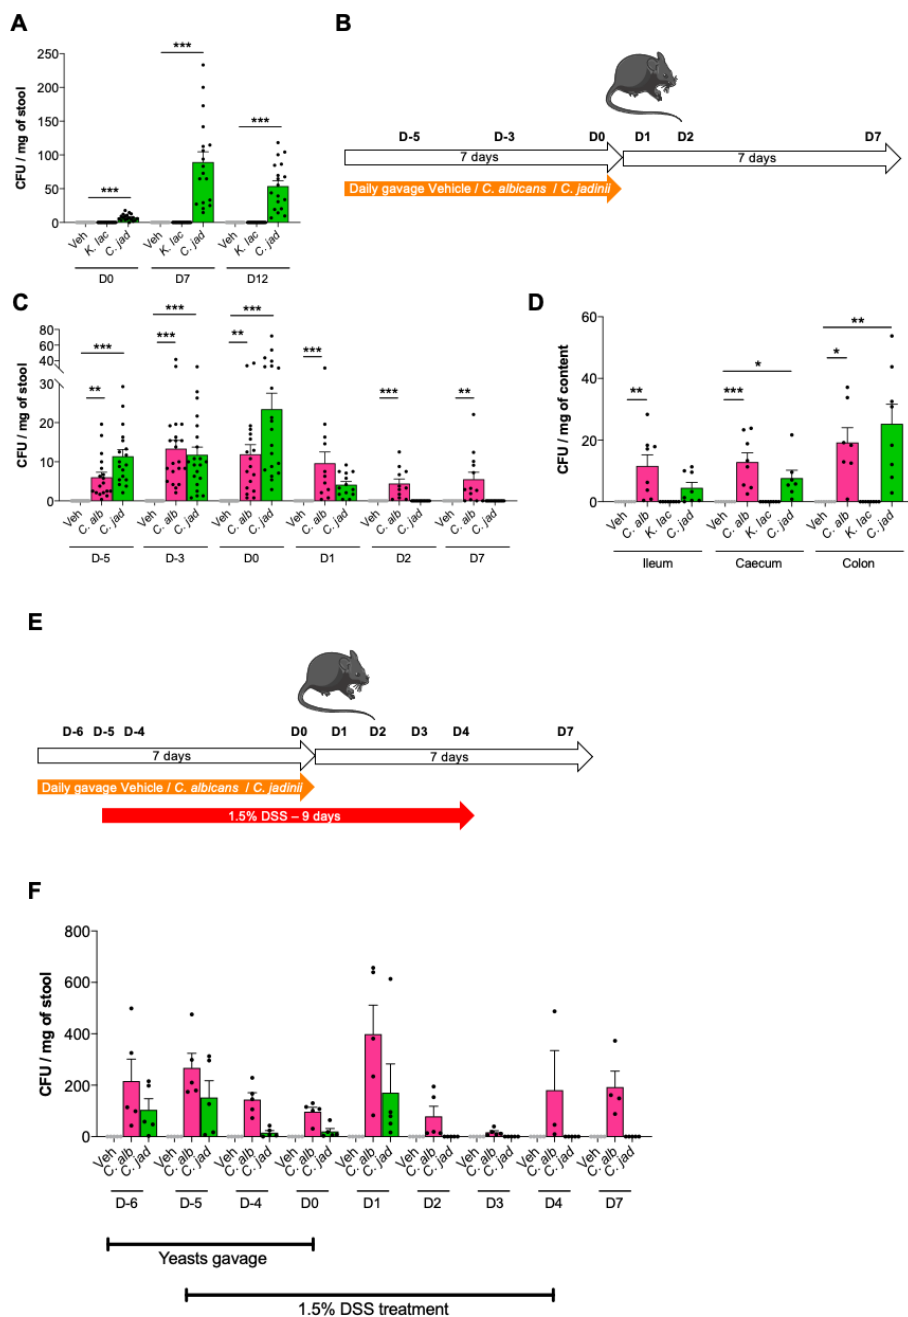 A
CFU / mg of stool
250
200
150
100
50
0
***
***
***
Veh
K. lac
C. jad
Veh
K. lac
C. jad
Veh
K. lac
C. jad
D0
D7
D12
B
D-5
D-3
D0
D1
D2
D7
7 days
7 days
Daily gavage Vehicle / C. albicans / C. jadinii
C
CFU / mg of stool
80
60
40
30
20
10
0
***
**
***
***
***
**
***
***
**
Veh
C. alb
C. jad
Veh
C. alb
C. jad
Veh
C. alb
C. jad
Veh
C. alb
C. jad
Veh
C. alb
C. jad
Veh
C. alb
C. jad
D-5
D-3
D0
D1
D2
D7
D
CFU / mg of content
60
40
20
0
**
*
***
**
*
Veh
C. alb
K. lac
C. jad
Veh
C. alb
K. lac
C. jad
Veh
C. alb
K. lac
C. jad
Ileum
Caecum
Colon
E
D-6
D-5
D-4
D0
D1
D2
D3
D4
D7
7 days
7 days
Daily gavage Vehicle / C. albicans / C. jadinii
1.5% DSS – 9 days
F
CFU / mg of stool
800
600
400
200
0
Veh
C. alb
C. jad
Veh
C. alb
C. jad
Veh
C. alb
C. jad
Veh
C. alb
C. jad
Veh
C. alb
C. jad
Veh
C. alb
C. jad
Veh
C. alb
C. jad
Veh
C. alb
C. jad
Veh
C. alb
C. jad
D-6
D-5
D-4
D0
D1
D2
D3
D4
D7
Yeasts gavage
1.5% DSS treatment